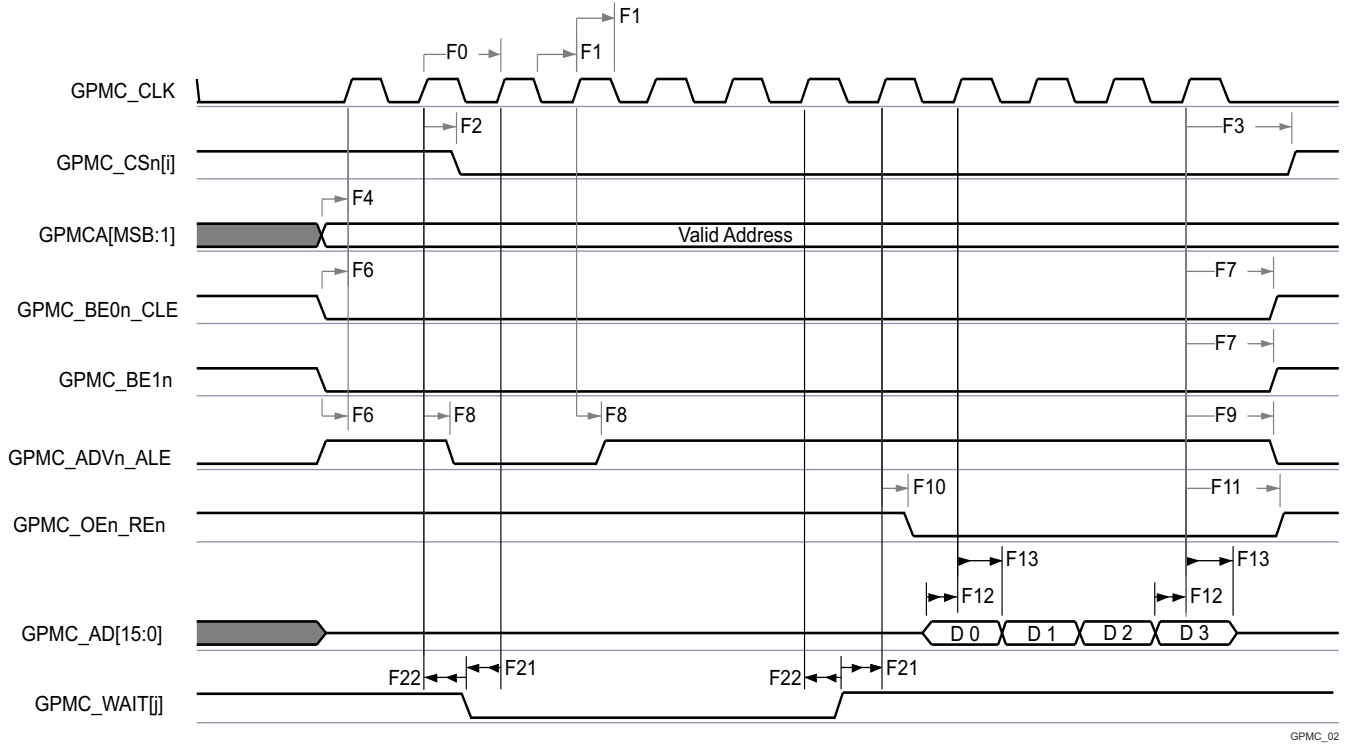 F1
F0
F1
GPMC_CLK
F2
F3
GPMC_CSn[i]
F4
GPMCA[MSB:1]
Valid Address
F6
F7
GPMC_BE0n_CLE
F7
GPMC_BE1n
F6
F8
F8
F9
GPMC_ADVn_ALE
F10
F11
GPMC_OEn_REn
F13
F13
F12
F12
GPMC_AD[15:0]
D 0
D 1
D 2
D 3
F22
F21
F22
F21
GPMC_WAIT[j]
GPMC_02